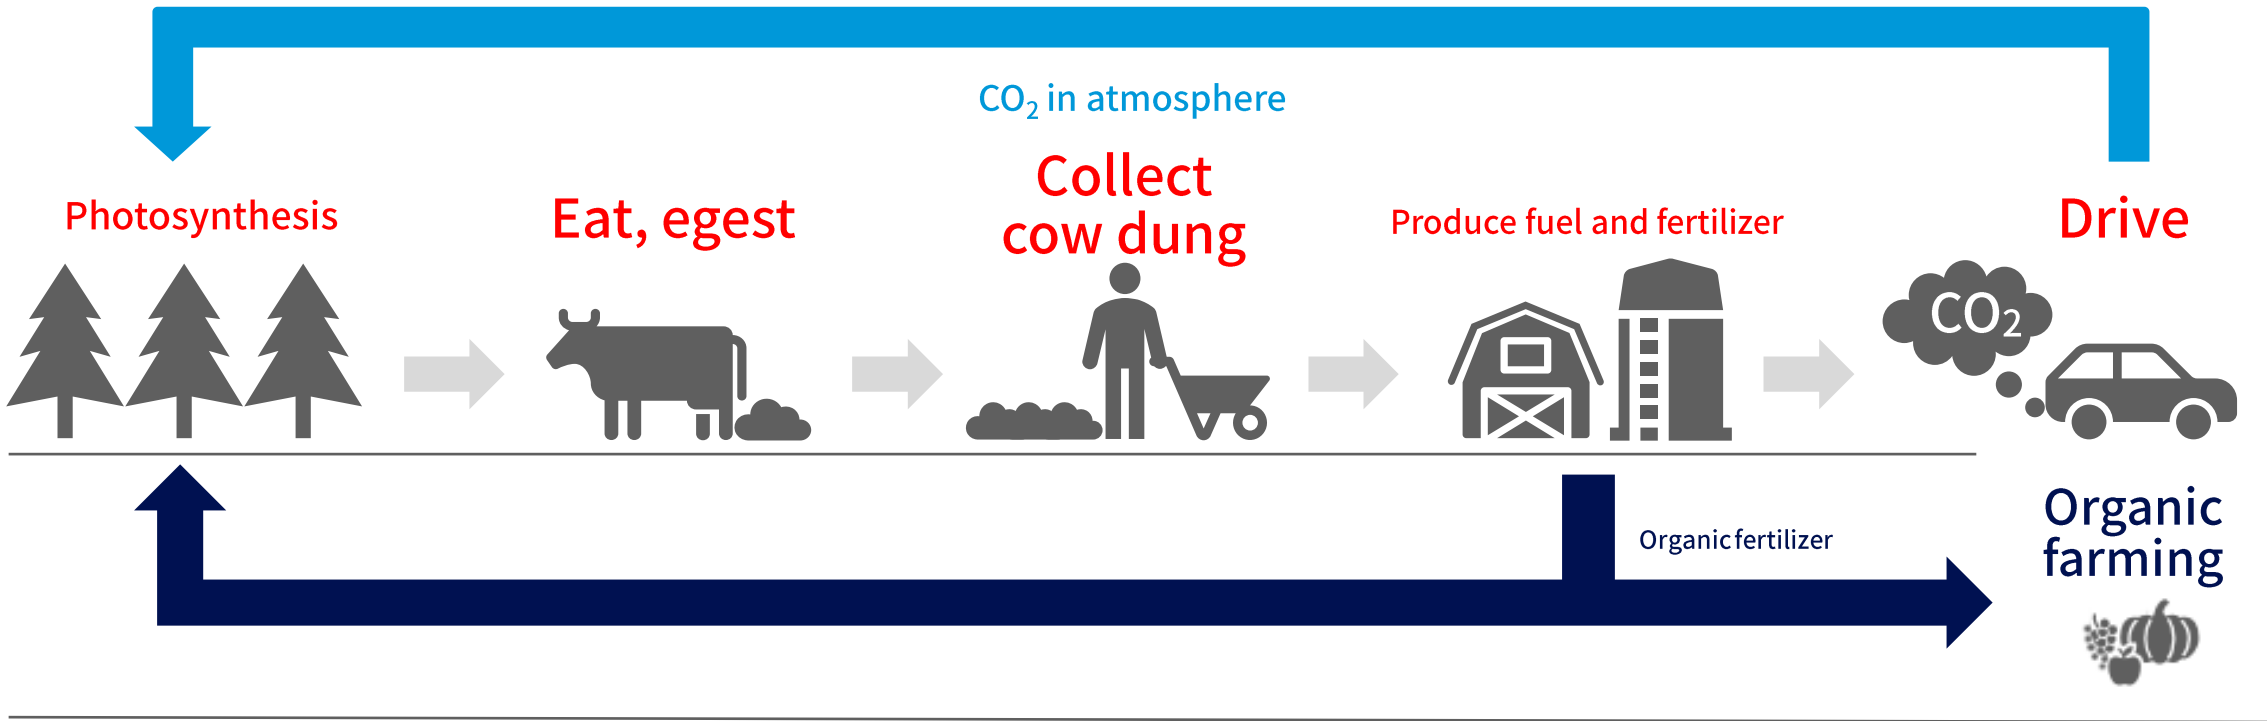 CO₂ in atmosphere
Photosynthesis
Eat, egest
Collect
cow dung
Produce fuel and fertilizer
Drive
CO₂
Organic fertilizer
Organic
farming